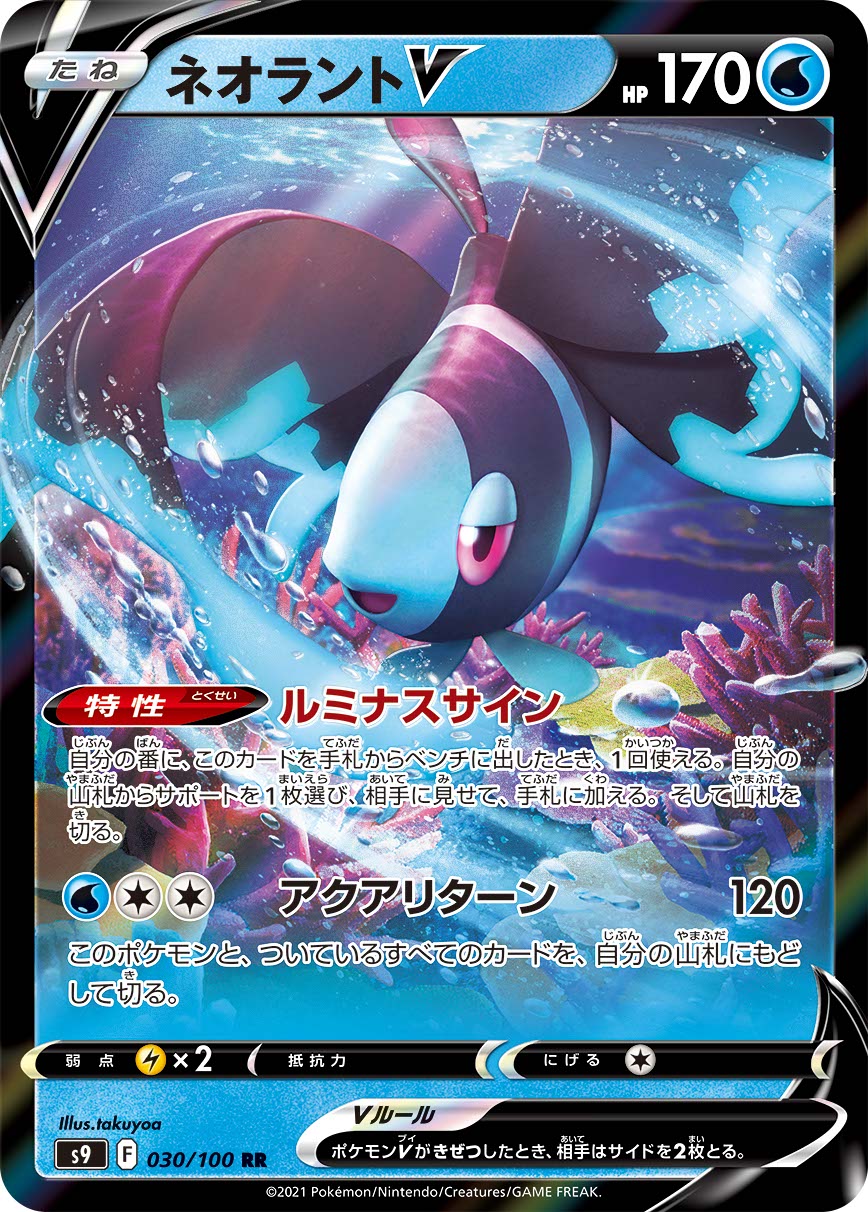 たね
ネオラントV
HP 170
特性 とくせい
ルミナスサイン
自分の番に、このカードを手札からベンチに出したとき、1回使える。自分の
山札からサポートを1枚選び、相手に見せて、手札に加える。そして山札を
切る。
アクアリターン 120
このポケモンと、ついているすべてのカードを、自分の山札にもど
して切る。
弱点 ×2 抵抗力 にげる
Illus.takuyoa
Vルール
ポケモンVがきぜつしたとき、相手はサイドを2枚とる。
s9 F 030/100 RR
©2021 Pokémon/Nintendo/Creatures/GAME FREAK.